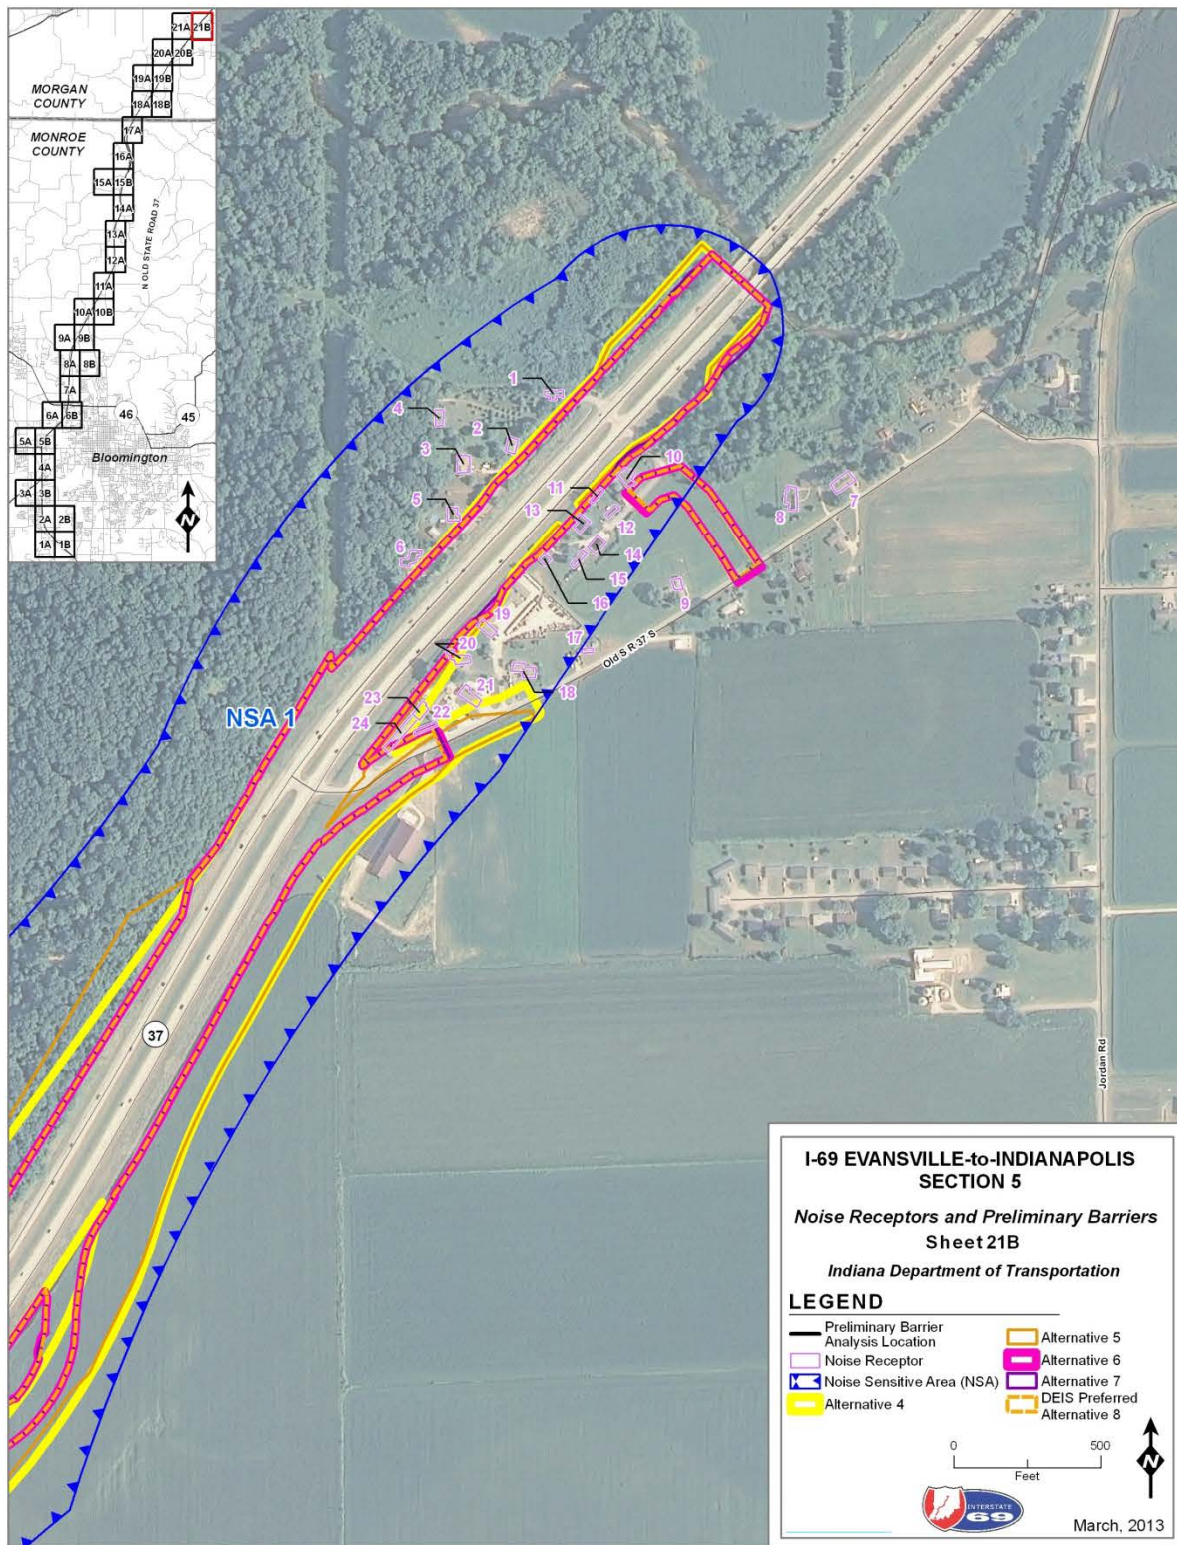 21A 21B
20A 20B
19A 19B
MORGAN
COUNTY
18A 18B
17A
MONROE
COUNTY
16A
15A 15B
14A
N OLD STATE ROAD 37
13A
12A
11A
10A 10B
9A 9B
8A 8B
7A
6A 6B
46
45
5A 5B
Bloomington
4A
3A 3B
2A 2B
1A 1B
N
1
4
2
3
5
6
10
11
13
12
14
15
16
7
8
9
19
20
17
18
21
23
22
24
Old S R 37 S
NSA 1
37
Jordan Rd
I-69 EVANSVILLE-to-INDIANAPOLIS
SECTION 5
Noise Receptors and Preliminary Barriers
Sheet 21B
Indiana Department of Transportation
LEGEND
Preliminary Barrier
Analysis Location
Noise Receptor
Noise Sensitive Area (NSA)
Alternative 4
Alternative 5
Alternative 6
Alternative 7
DEIS Preferred
Alternative 8
0 500
Feet
N
INTERSTATE
69
March, 2013